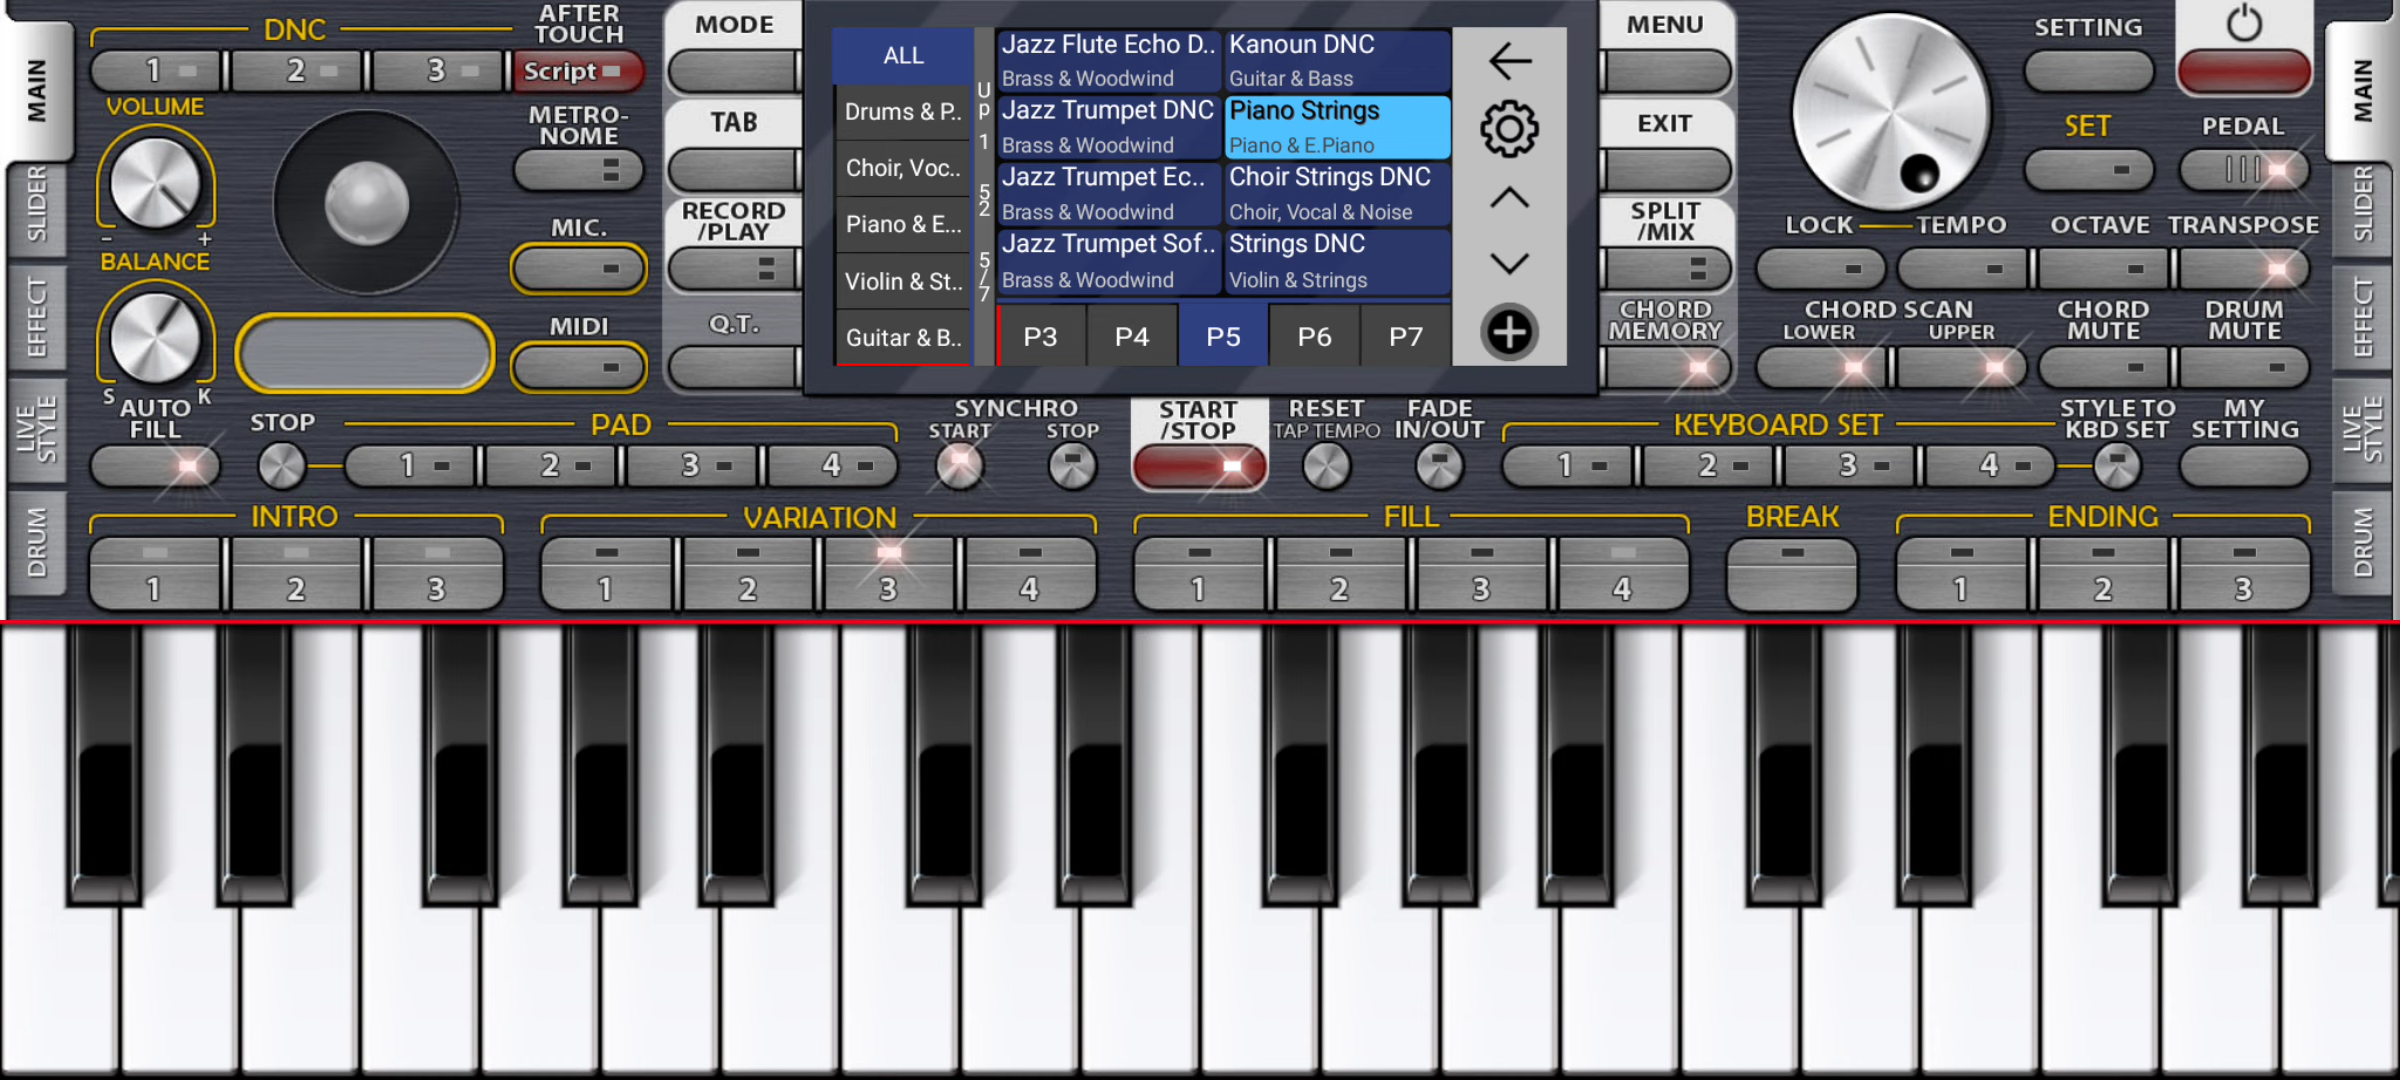 MAIN
SLIDER
EFFECT
LIVE
STYLE
DRUM
DNC
1 2 3
AFTER
TOUCH
Script
VOLUME
- +
BALANCE
S K
METRO-
NOME
MIC.
MIDI
MODE
TAB
RECORD
/PLAY
Q.T.
ALL
Drums & P..
Choir, Voc..
Piano & E...
Violin & St..
Guitar & B..
Up
1
52
5/7
Jazz Flute Echo D..
Brass & Woodwind
Kanoun DNC
Guitar & Bass
Jazz Trumpet DNC
Brass & Woodwind
Piano Strings
Piano & E.Piano
Jazz Trumpet Ec..
Brass & Woodwind
Choir Strings DNC
Choir, Vocal & Noise
Jazz Trumpet Sof..
Brass & Woodwind
Strings DNC
Violin & Strings
P3 P4 P5 P6 P7
MENU
EXIT
SPLIT
/MIX
CHORD
MEMORY
SETTING
SET
PEDAL
LOCK TEMPO OCTAVE TRANSPOSE
CHORD SCAN
LOWER UPPER
CHORD
MUTE
DRUM
MUTE
AUTO
FILL
STOP
PAD
1 2 3 4
SYNCHRO
START STOP
START
/STOP
RESET
TAP TEMPO
FADE
IN/OUT
KEYBOARD SET
1 2 3 4
STYLE TO
KBD SET
MY
SETTING
INTRO
1 2 3
VARIATION
1 2 3 4
FILL
1 2 3 4
BREAK
ENDING
1 2 3
MAIN
SLIDER
EFFECT
LIVE
STYLE
DRUM